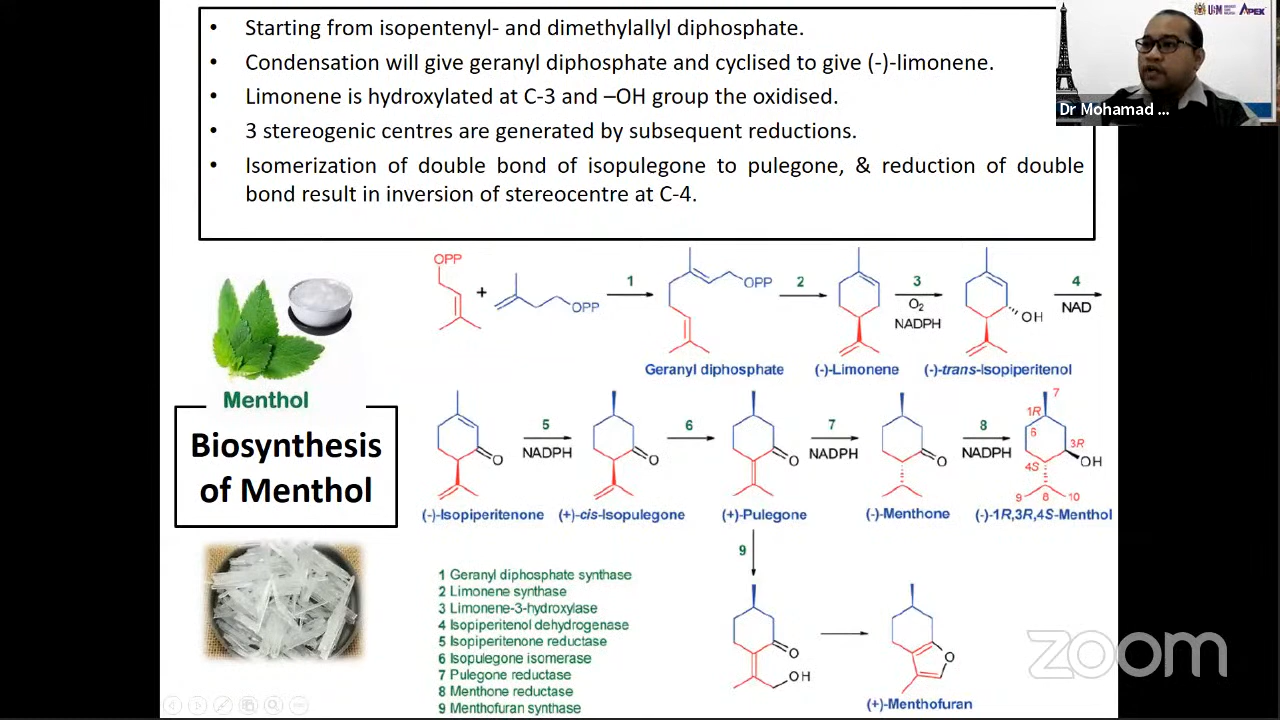 • Starting from isopentenyl- and dimethylallyl diphosphate.
• Condensation will give geranyl diphosphate and cyclised to give (-)-limonene.
• Limonene is hydroxylated at C-3 and –OH group the oxidised.
• 3 stereogenic centres are generated by subsequent reductions.
• Isomerization of double bond of isopulegone to pulegone, & reduction of double
bond result in inversion of stereocentre at C-4.
USM APEX
Dr Mohamad ...
OPP
+
OPP
1
OPP
2
3
O2
NADPH
OH
4
NAD
Geranyl diphosphate
(-)-Limonene
(-)-trans-Isopiperitenol
Menthol
Biosynthesis
of Menthol
O
5
NADPH
O
6
O
7
NADPH
O
8
NADPH
7
1R
6
3R
OH
4S
9
8
10
(-)-Isopiperitenone
(+)-cis-Isopulegone
(+)-Pulegone
(-)-Menthone
(-)-1R,3R,4S-Menthol
9
1 Geranyl diphosphate synthase
2 Limonene synthase
3 Limonene-3-hydroxylase
4 Isopiperitenol dehydrogenase
5 Isopiperitenone reductase
6 Isopulegone isomerase
7 Pulegone reductase
8 Menthone reductase
9 Menthofuran synthase
O
OH
O
(+)-Menthofuran
zoom